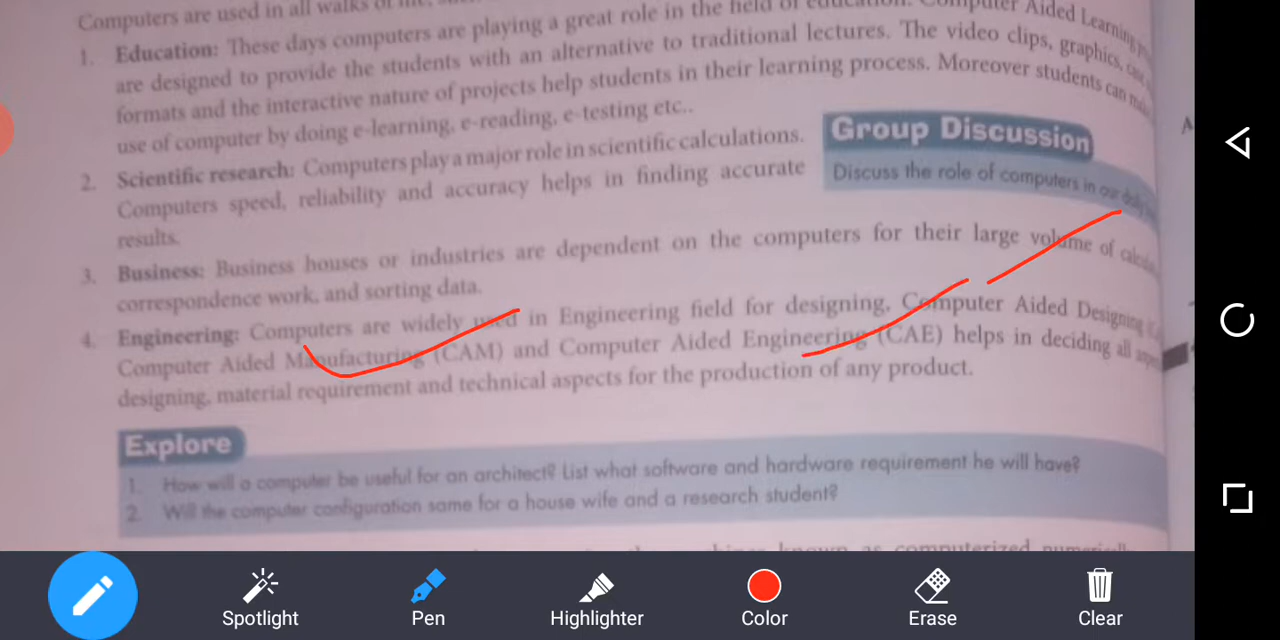 Computers are used in all walks of
1. Education: These days computers are playing a great role in the field of education. Computer Aided Learning
are designed to provide the students with an alternative to traditional lectures. The video clips, graphics,
formats and the interactive nature of projects help students in their learning process. Moreover students can
use of computer by doing e-learning, e-reading, e-testing etc..
Group Discussion
Discuss the role of computers in our
2. Scientific research: Computers play a major role in scientific calculations.
Computers speed, reliability and accuracy helps in finding accurate
results.
3. Business: Business houses or industries are dependent on the computers for their large volume of
correspondence work, and sorting data.
4. Engineering: Computers are widely used in Engineering field for designing. Computer Aided Designing
Computer Aided Manufacturing (CAM) and Computer Aided Engineering (CAE) helps in deciding all
designing, material requirement and technical aspects for the production of any product.
Explore
1. How will a computer be useful for an architect? List what software and hardware requirement he will have?
2. Will the computer configuration same for a house wife and a research student?
known as computerized
Spotlight Pen Highlighter Color Erase Clear